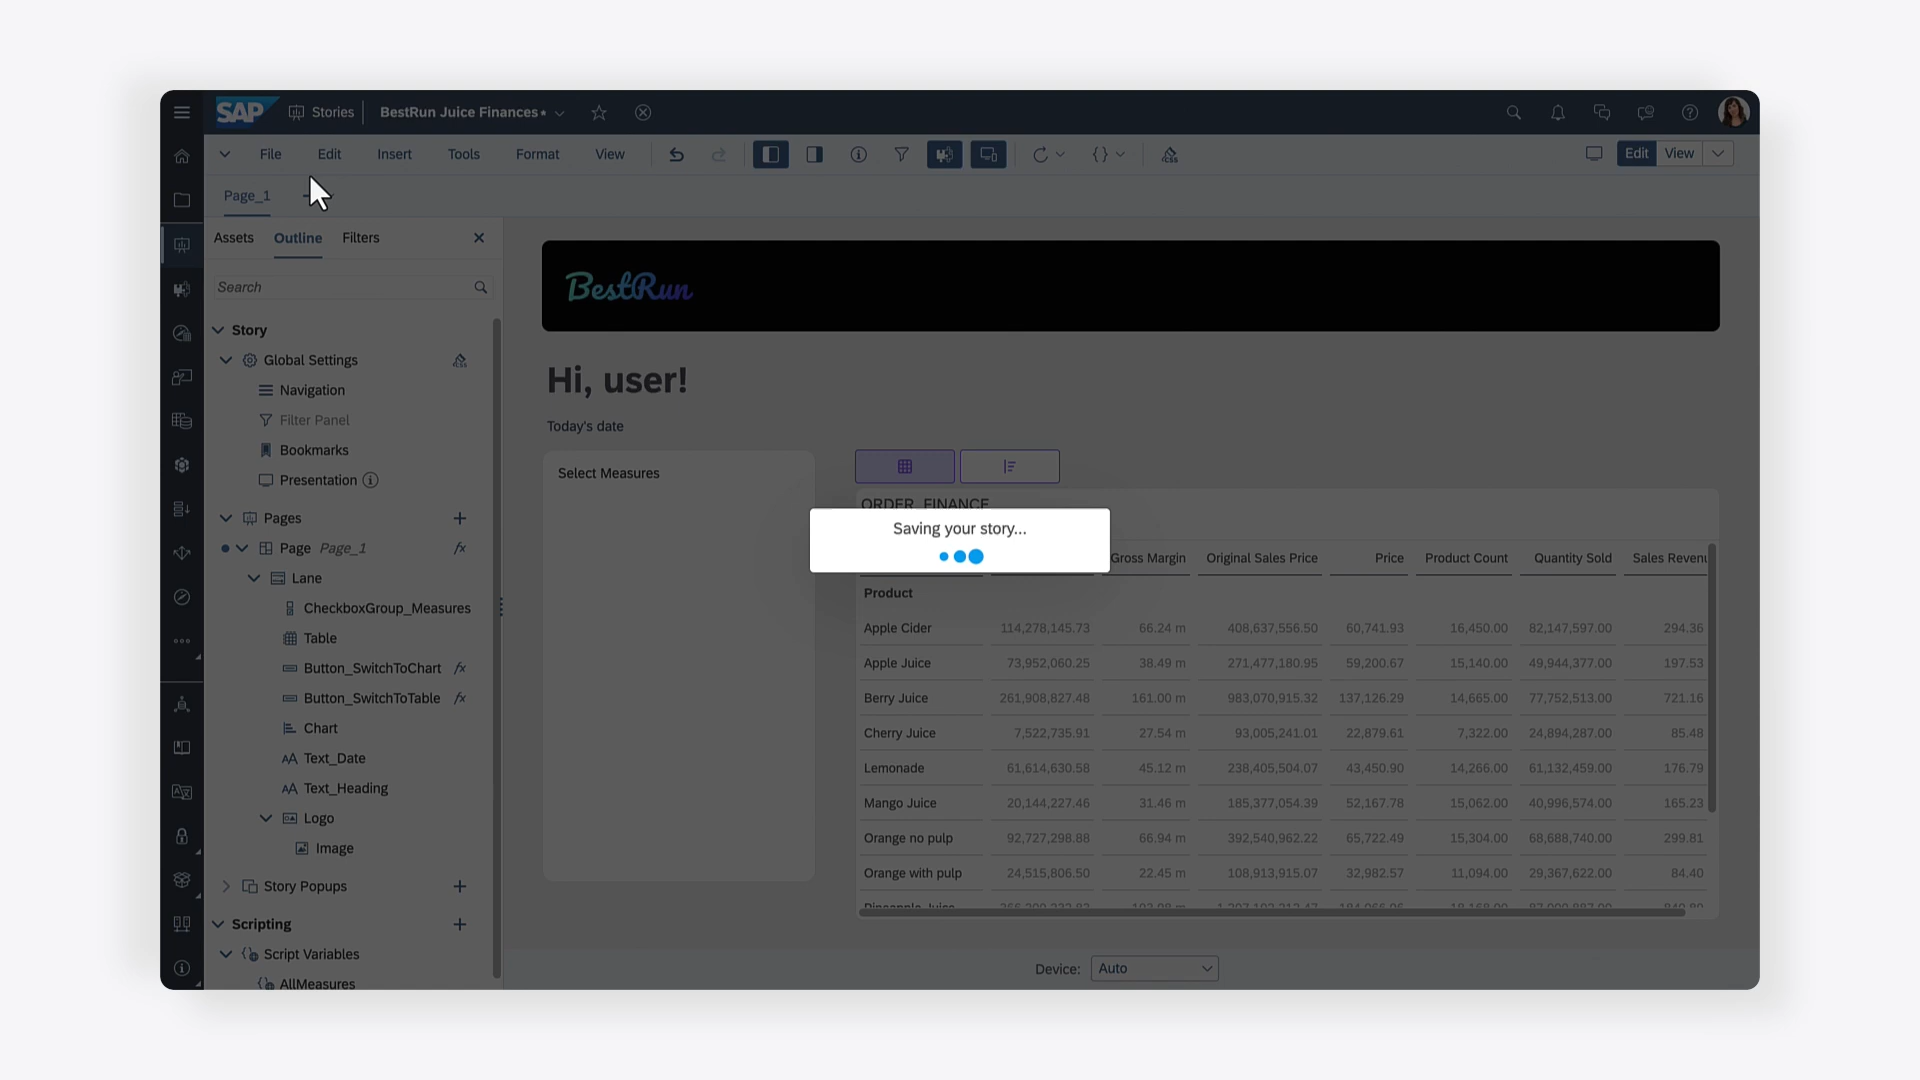 SAP Stories BestRun Juice Finances*
File Edit Insert Tools Format View
CSS
Edit View
Page_1
Assets Outline Filters
Search
Story
Global Settings
CSS
Navigation
Filter Panel
Bookmarks
Presentation
Pages
Page Page_1 fx
Lane
CheckboxGroup_Measures
Table
Button_SwitchToChart fx
Button_SwitchToTable fx
Chart
AA Text_Date
AA Text_Heading
Logo
Image
Story Popups
Scripting
Script Variables
AllMeasures
BestRun
Hi, user!
Today's date
Select Measures
ORDER_FINANCE
Saving your story...
Gross Margin Original Sales Price Price Product Count Quantity Sold Sales Revenu
Product
Apple Cider 114,278,145.73 66.24 m 408,637,556.50 60,741.93 16,450.00 82,147,597.00 294.36
Apple Juice 73,952,060.25 38.49 m 271,477,180.95 59,200.67 15,140.00 49,944,377.00 197.53
Berry Juice 261,908,827.48 161.00 m 983,070,915.32 137,126.29 14,665.00 77,752,513.00 721.16
Cherry Juice 7,522,735.91 27.54 m 93,005,241.01 22,879.61 7,322.00 24,894,287.00 85.48
Lemonade 61,614,630.58 45.12 m 238,405,504.07 43,450.90 14,266.00 61,132,459.00 176.79
Mango Juice 20,144,227.46 31.46 m 185,377,054.39 52,167.78 15,062.00 40,996,574.00 165.23
Orange no pulp 92,727,298.88 66.94 m 392,540,962.22 65,722.49 15,304.00 68,688,740.00 299.81
Orange with pulp 24,515,806.50 22.45 m 108,913,915.07 32,982.57 11,094.00 29,367,622.00 84.40
Pineapple Juice
Device: Auto